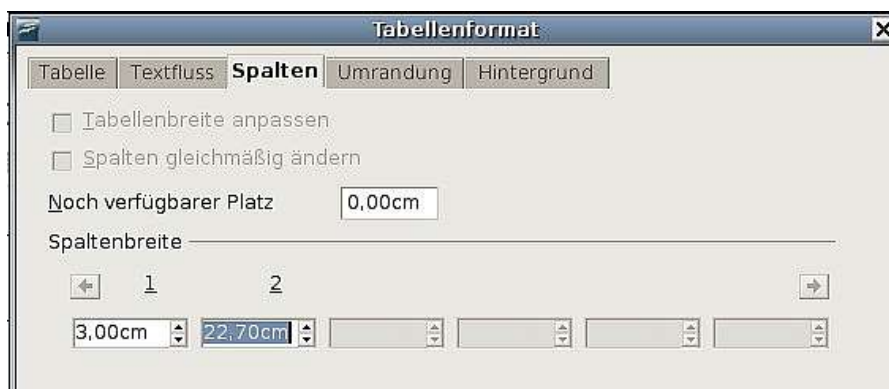 Tabellenformat
Tabelle Textfluss Spalten Umrandung Hintergrund
Tabellenbreite anpassen
Spalten gleichmäßig ändern
Noch verfügbarer Platz 0,00cm
Spaltenbreite
1 2
3,00cm 22,70cm